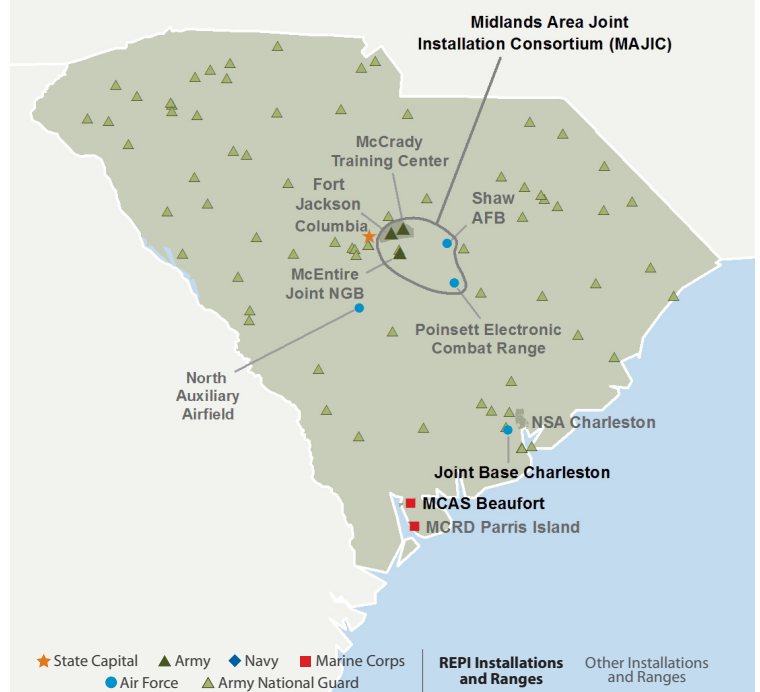 Midlands Area Joint
Installation Consortium (MAJIC)
McCrady
Training Center
Fort
Jackson
Shaw
AFB
Columbia
McEntire
Joint NGB
Poinsett Electronic
Combat Range
North
Auxiliary
Airfield
NSA Charleston
Joint Base Charleston
MCAS Beaufort
MCRD Parris Island
State Capital Army Navy Marine Corps
Air Force Army National Guard
REPI Installations
and Ranges
Other Installations
and Ranges